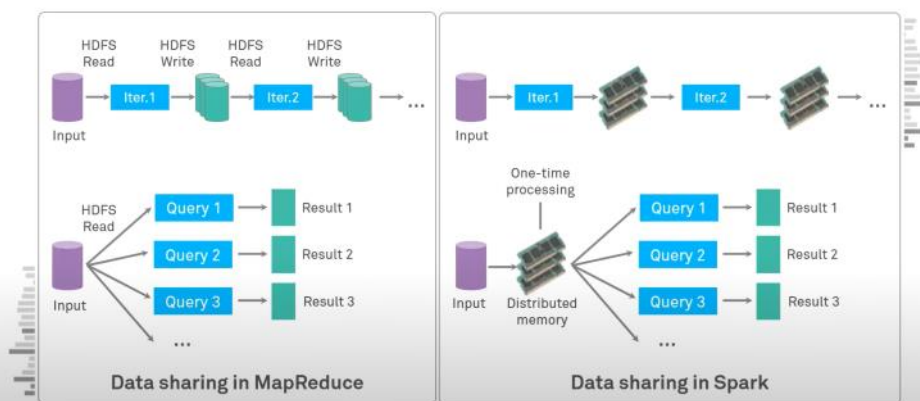 HDFS
Read
HDFS
Write
HDFS
Read
HDFS
Write
Iter.1
Iter.2
...
Input
HDFS
Read
Query 1
Result 1
Query 2
Result 2
Input
Query 3
Result 3
...
Data sharing in MapReduce
Iter.1
Iter.2
...
Input
One-time
processing
Query 1
Result 1
Query 2
Result 2
Input
Distributed
memory
Query 3
Result 3
...
Data sharing in Spark